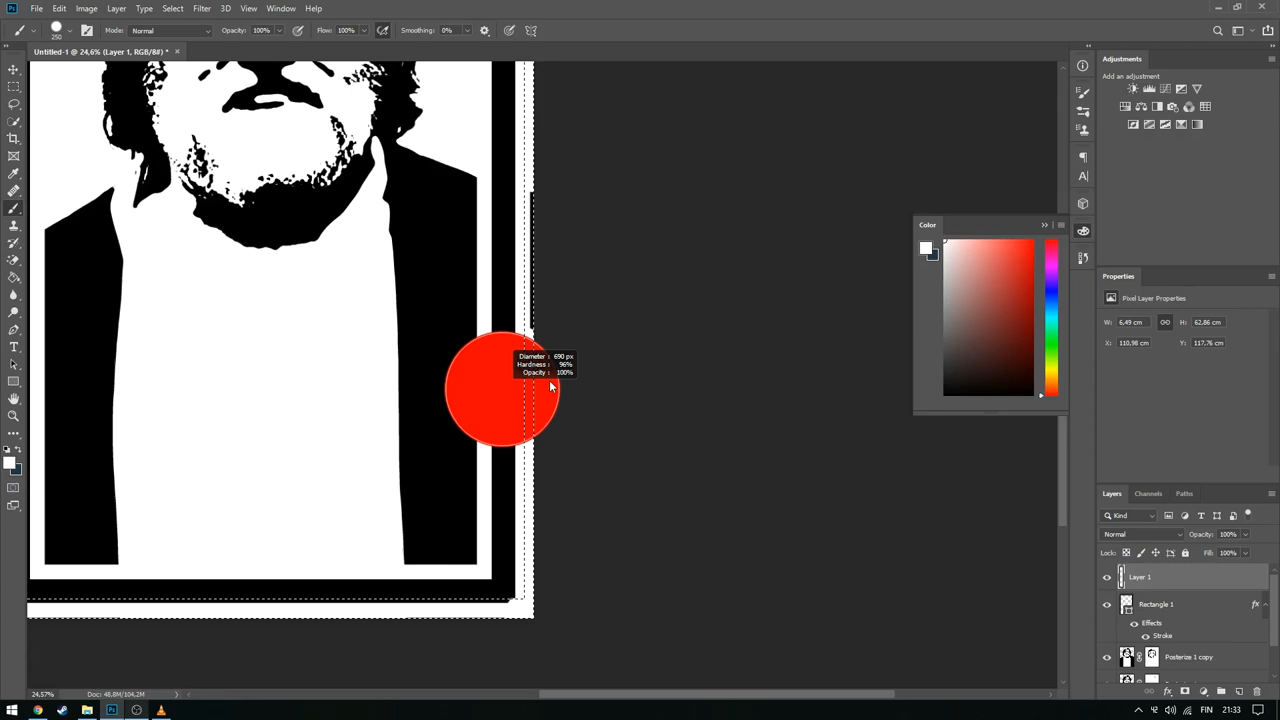 File Edit Image Layer Type Select Filter 3D View Window Help
250 Mode: Normal Opacity: 100% Flow: 100% Smoothing: 0%
Untitled-1 @ 24,6% (Layer 1, RGB/8#) * ×
Adjustments
Add an adjustment
Color
Properties
Pixel Layer Properties
W: 6,49 cm H: 62,86 cm
X: 110,98 cm Y: 117,76 cm
Diameter : 690 px
Hardness : 96%
Opacity : 100%
Layers Channels Paths
Kind
Normal Opacity: 100%
Lock: Fill: 100%
Layer 1
Rectangle 1 fx
Effects
Stroke
Posterize 1 copy
24,57% Doc: 48,8M/104,2M
FIN 21:33